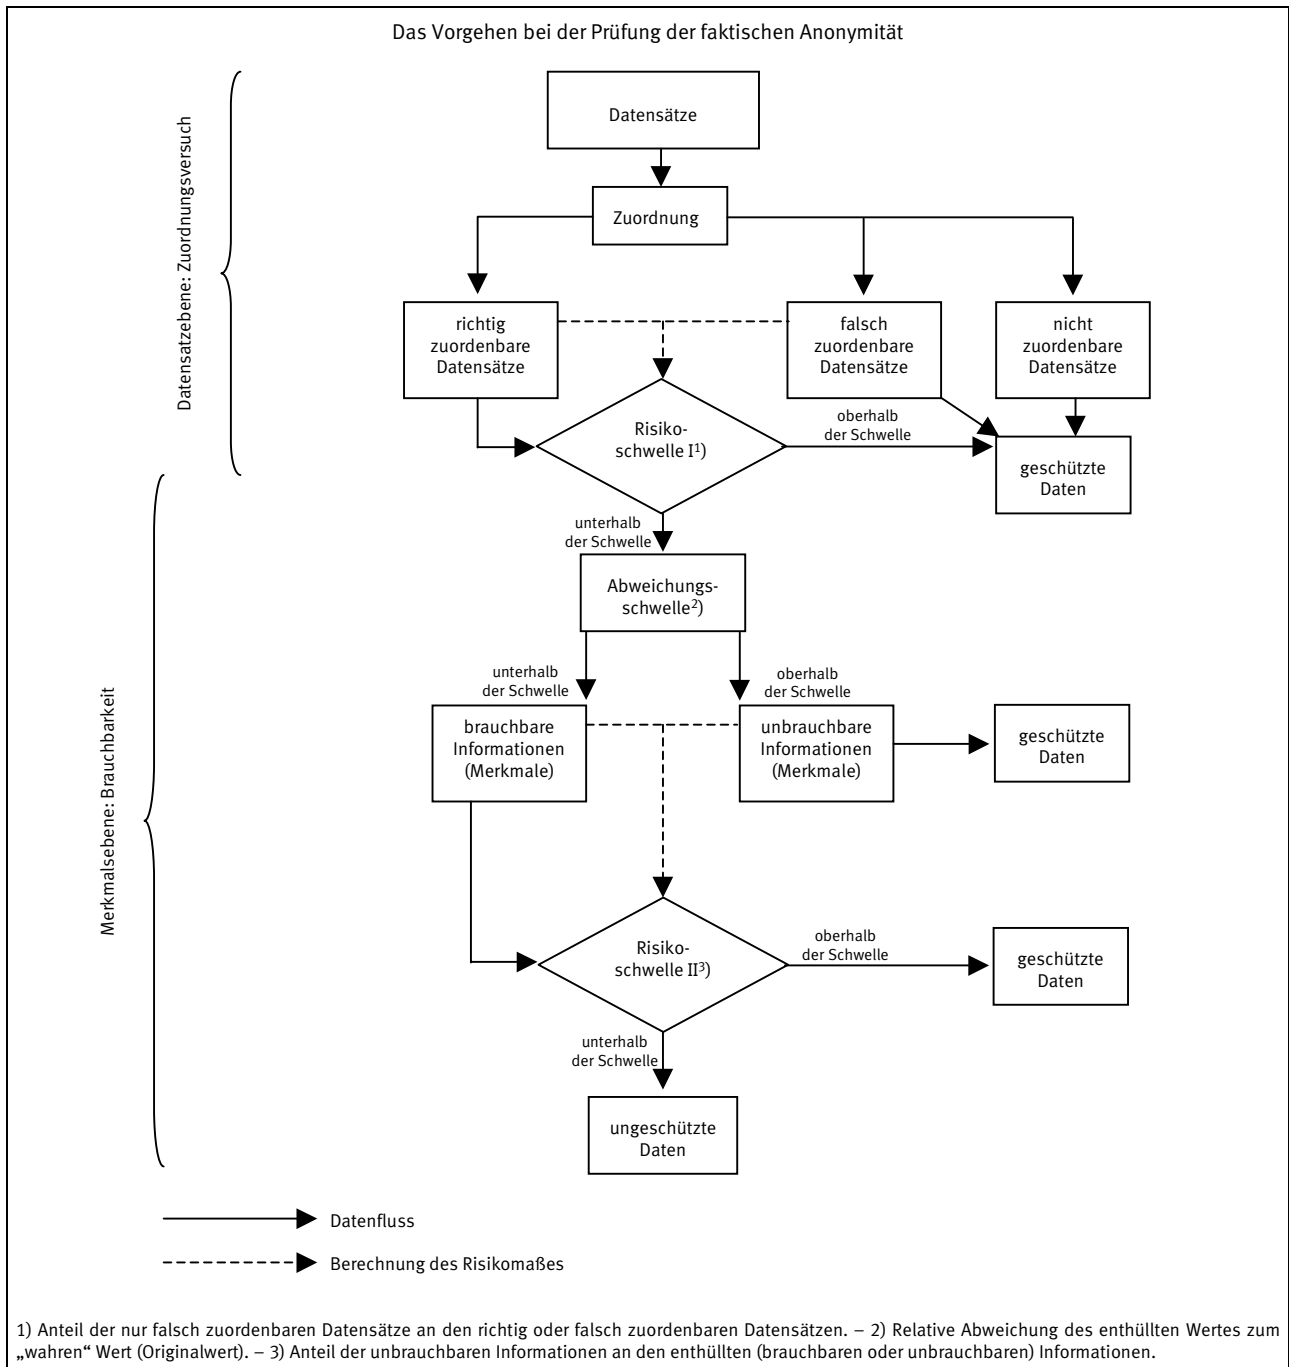 Das Vorgehen bei der Prüfung der faktischen Anonymität
Datensatzebene: Zuordnungsversuch
Datensätze
Zuordnung
richtig
zuordenbare
Datensätze
falsch
zuordenbare
Datensätze
nicht
zuordenbare
Datensätze
Risiko-
schwelle I¹)
oberhalb
der Schwelle
geschützte
Daten
unterhalb
der Schwelle
Merkmalsebene: Brauchbarkeit
Abweichungs-
schwelle²)
unterhalb
der Schwelle
oberhalb
der Schwelle
brauchbare
Informationen
(Merkmale)
unbrauchbare
Informationen
(Merkmale)
geschützte
Daten
Risiko-
schwelle II³)
oberhalb
der Schwelle
geschützte
Daten
unterhalb
der Schwelle
ungeschützte
Daten
Datenfluss
Berechnung des Risikomaßes
1) Anteil der nur falsch zuordenbaren Datensätze an den richtig oder falsch zuordenbaren Datensätzen. – 2) Relative Abweichung des enthüllten Wertes zum
„wahren“ Wert (Originalwert). – 3) Anteil der unbrauchbaren Informationen an den enthüllten (brauchbaren oder unbrauchbaren) Informationen.